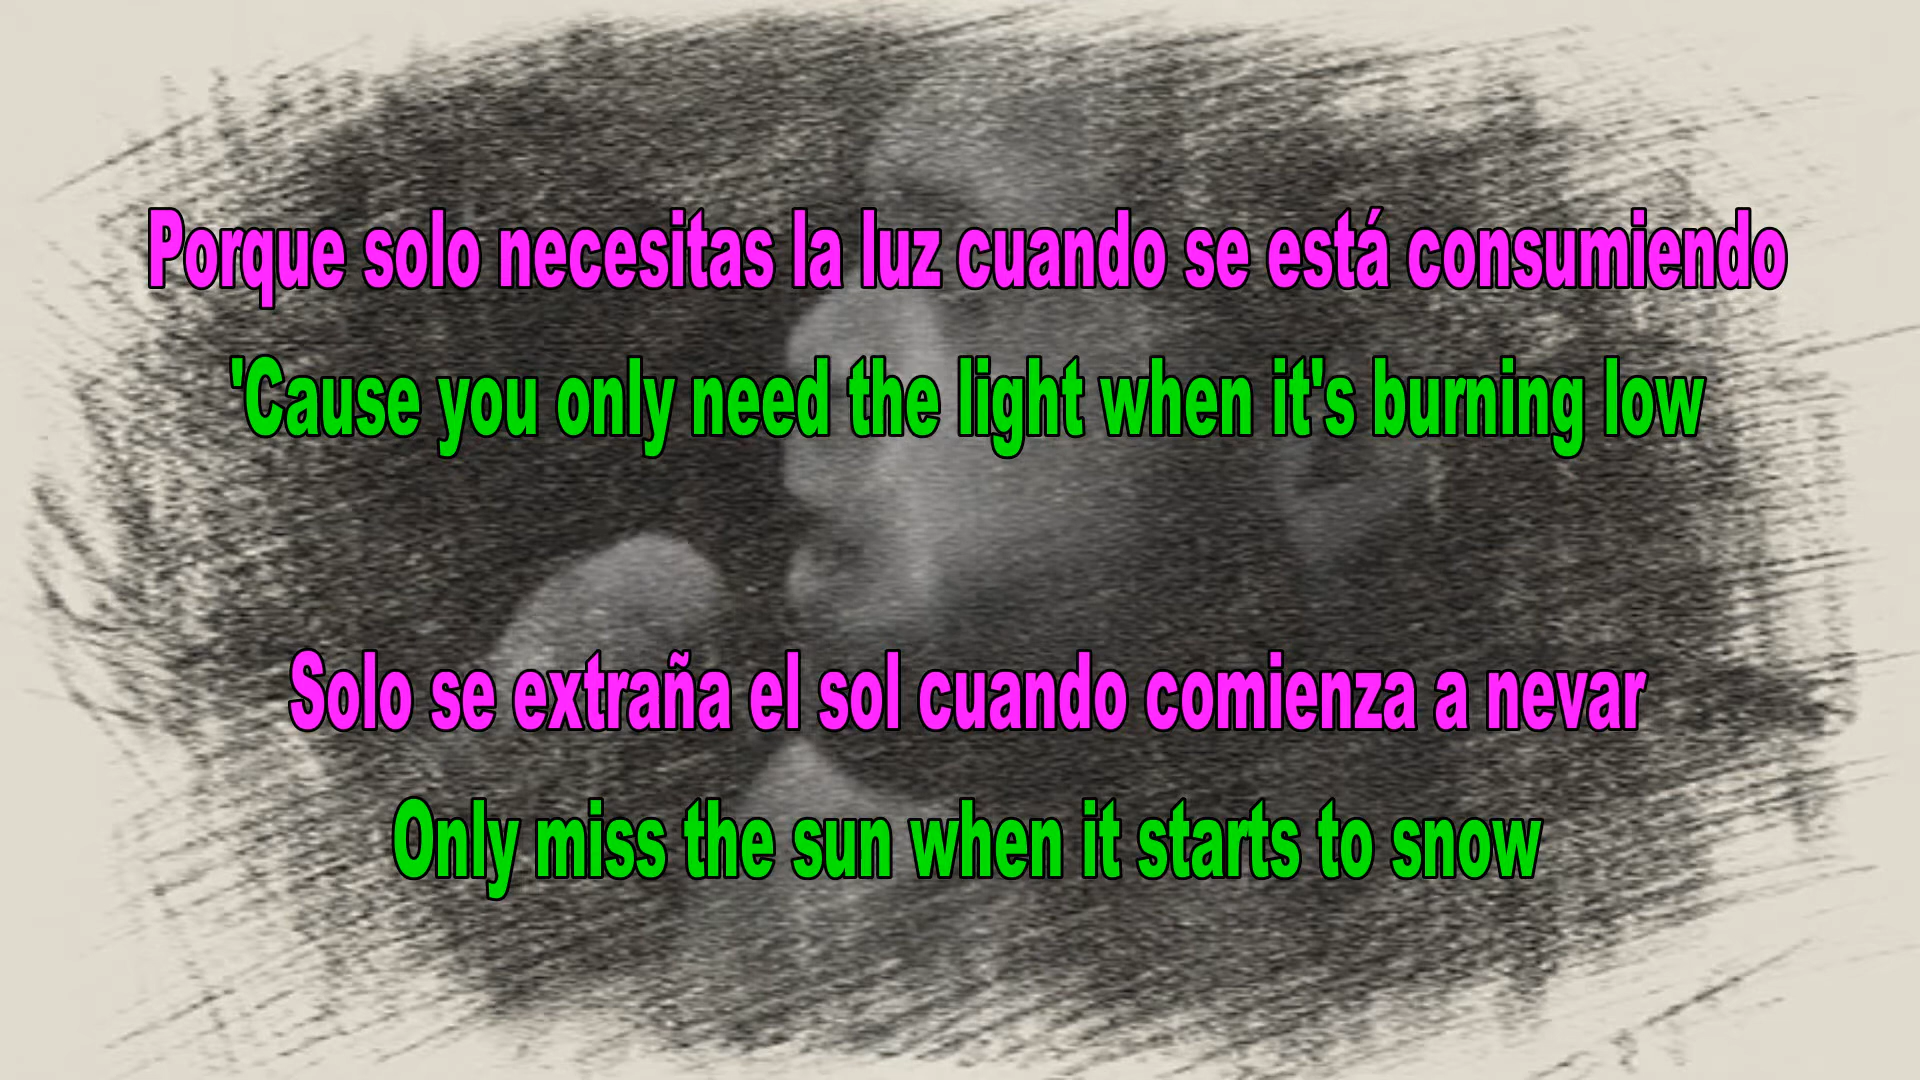 Porque solo necesitas la luz cuando se está consumiendo
'Cause you only need the light when it's burning low
Solo se extraña el sol cuando comienza a nevar
Only miss the sun when it starts to snow